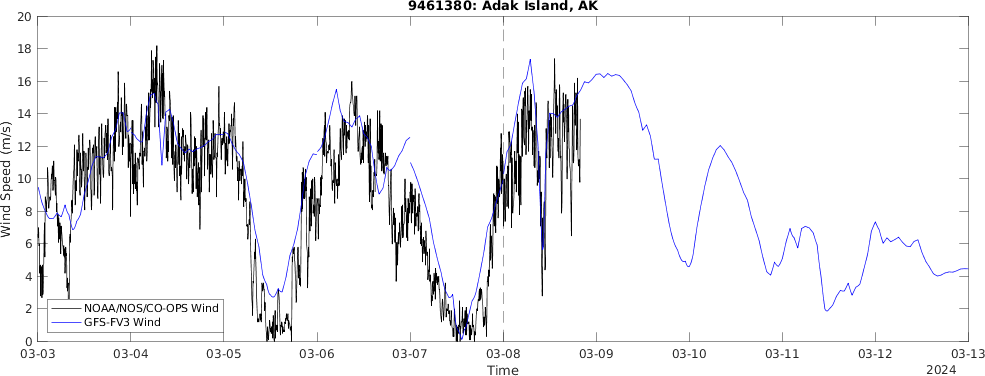 9461380: Adak Island, AK
Wind Speed (m/s)
20
18
16
14
12
10
8
6
4
2
0
NOAA/NOS/CO-OPS Wind
GFS-FV3 Wind
03-03 03-04 03-05 03-06 03-07 03-08 03-09 03-10 03-11 03-12 03-13
Time
2024